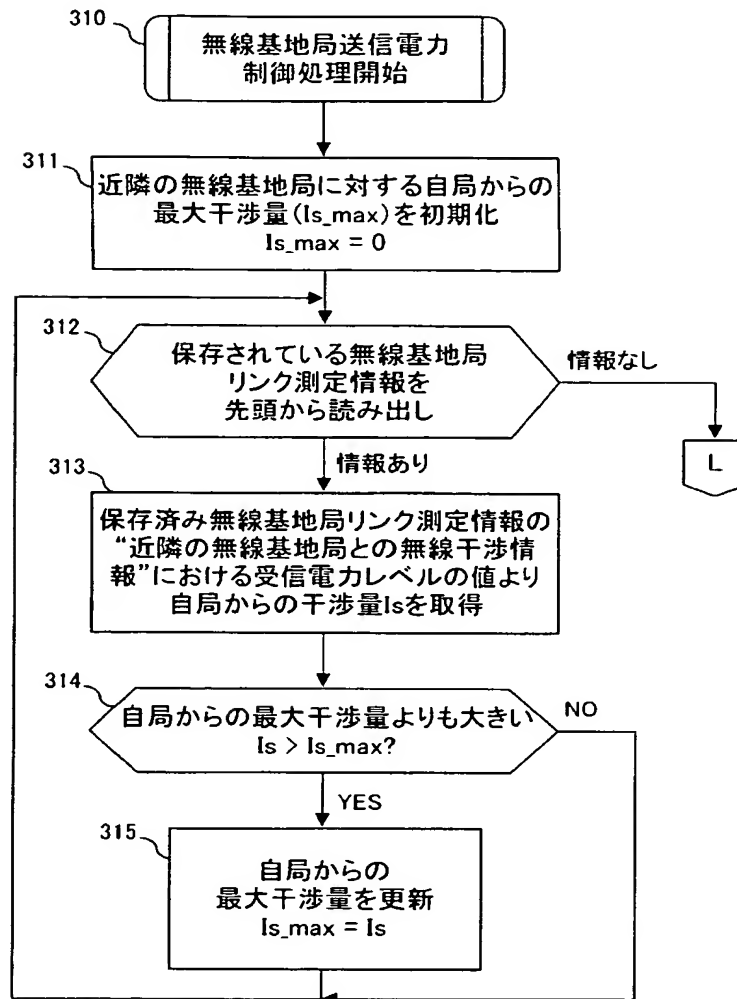 310
無線基地局送信電力
制御処理開始
311
近隣の無線基地局に対する自局からの
最大干渉量(Is_max)を初期化
Is_max = 0
312
保存されている無線基地局
リンク測定情報を
先頭から読み出し
情報なし
L
情報あり
313
保存済み無線基地局リンク測定情報の
“近隣の無線基地局との無線干渉情
報”における受信電力レベルの値より
自局からの干渉量Isを取得
314
自局からの最大干渉量よりも大きい
Is > Is_max?
NO
YES
315
自局からの
最大干渉量を更新
Is_max = Is